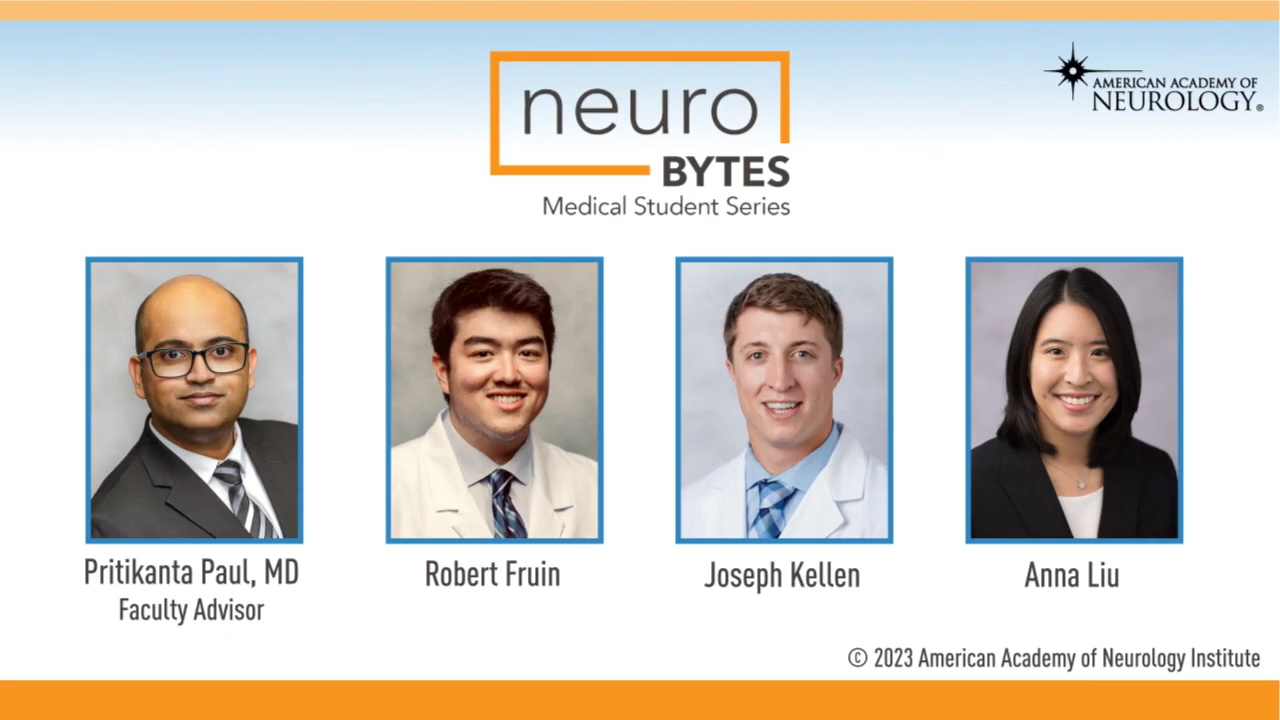 neuro
BYTES
Medical Student Series
AMERICAN ACADEMY OF
NEUROLOGY®
Pritikanta Paul, MD
Faculty Advisor
Robert Fruin
Joseph Kellen
Anna Liu
© 2023 American Academy of Neurology Institute